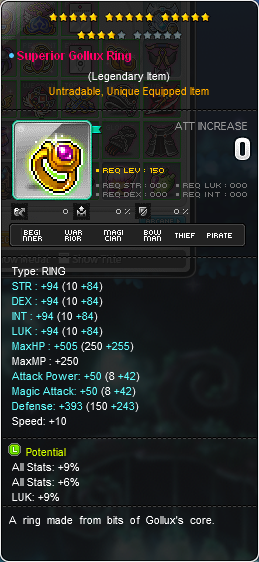 Superior Gollux Ring
(Legendary Item)
Untradable, Unique Equipped Item
ATT INCREASE
0
REQ LEV : 150
REQ STR : 000 REQ LUK : 000
REQ DEX : 000 REQ INT : 000
0 0 % 0 %
BEGINNER WARRIOR MAGICIAN BOWMAN THIEF PIRATE
Type: RING
STR : +94 (10 +84)
DEX : +94 (10 +84)
INT : +94 (10 +84)
LUK : +94 (10 +84)
MaxHP : +505 (250 +255)
MaxMP : +250
Attack Power: +50 (8 +42)
Magic Attack: +50 (8 +42)
Defense: +393 (150 +243)
Speed: +10
L Potential
All Stats: +9%
All Stats: +6%
LUK: +9%
A ring made from bits of Gollux's core.